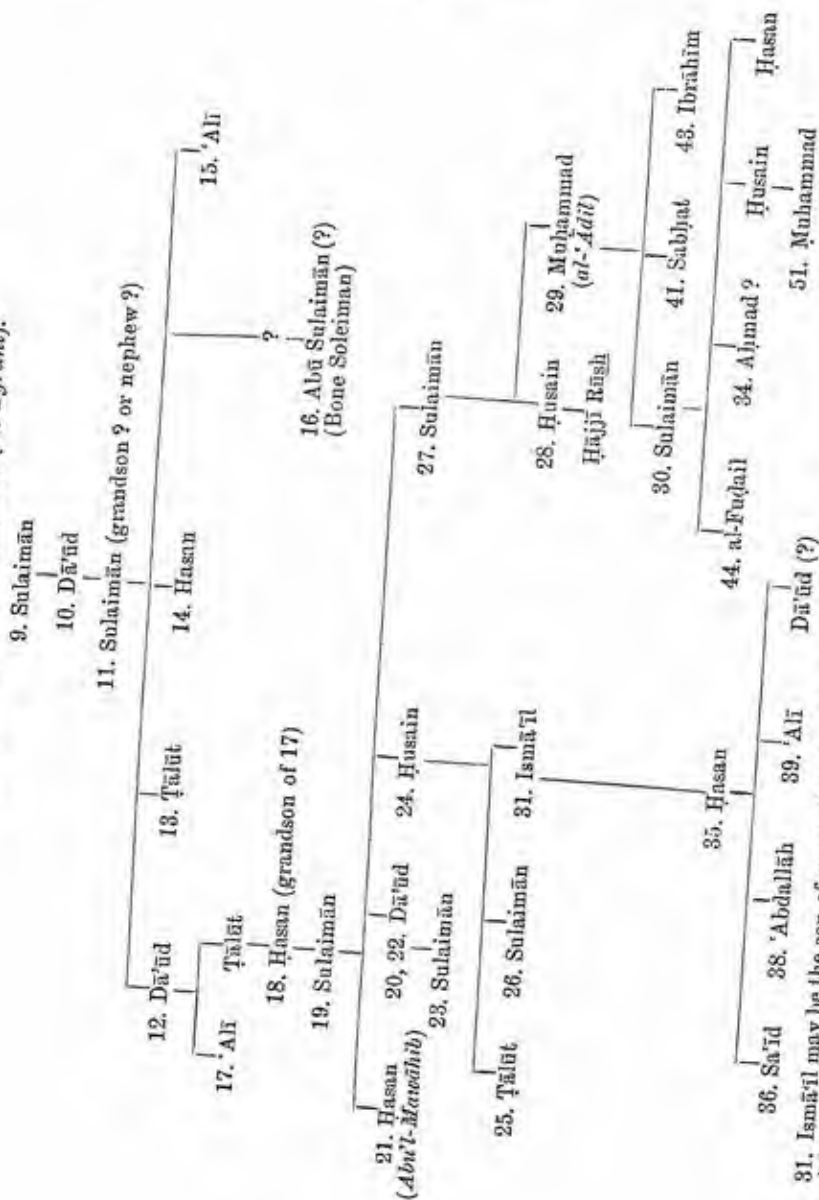 9. Sulaimān
10. Dā'ūd
11. Sulaimān (grandson ? or nephew ?)
12. Dā'ūd
13. Ṭālūt
14. Hasan
15. 'Alī
?
16. Abū Sulaimān (?)
(Bone Soleiman)
17. 'Alī
Ṭālūt
18. Ḥasan (grandson of 17)
19. Sulaimān
21. Ḥasan
(Abu'l-Mawāhib)
20, 22. Dā'ūd
24. Ḥusain
27. Sulaimān
23. Sulaimān
25. Ṭālūt
26. Sulaimān
31. Ismā'īl
28. Ḥusain
29. Muḥammad
(al-'Ādil)
Ḥājjī Rūsh
30. Sulaimān
41. Sabḥat
43. Ibrāhīm
44. al-Fuḍail
34. Aḥmad ?
Ḥusain
Ḥasan
51. Muḥammad
35. Ḥasan
36. Sa'īd
38. 'Abdallāh
39. 'Alī
Dā'ūd (?)
31. Ismā'īl may be the son of